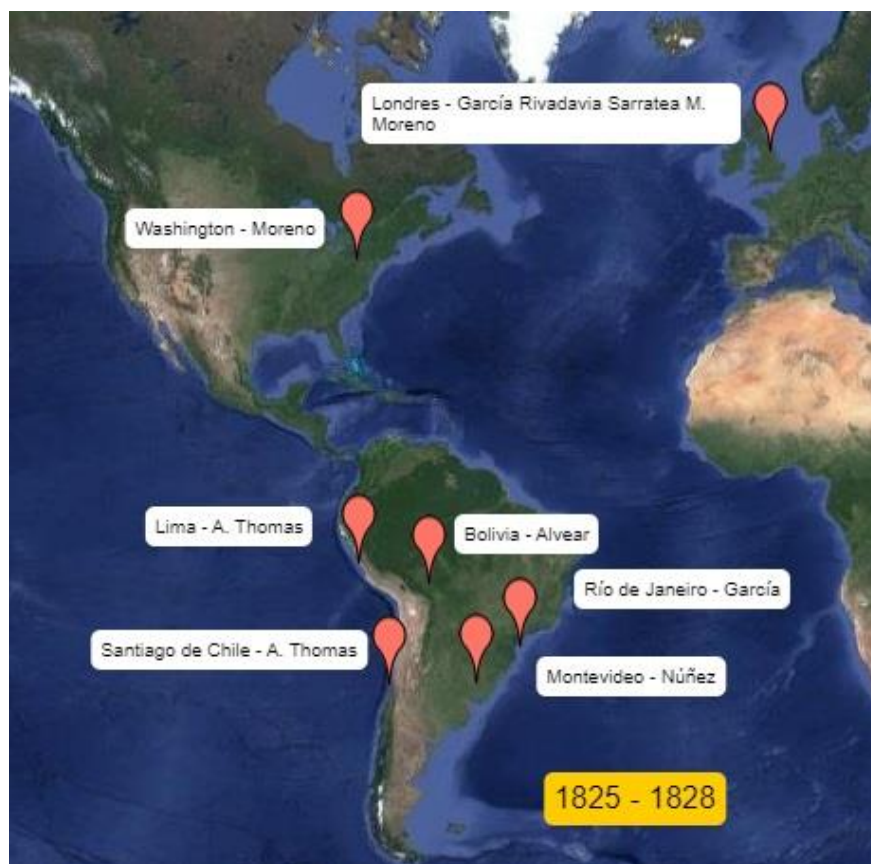 Londres - García Rivadavia Sarratea M.
Moreno
Washington - Moreno
Lima - A. Thomas
Bolivia - Alvear
Río de Janeiro - García
Santiago de Chile - A. Thomas
Montevideo - Núñez
1825 - 1828